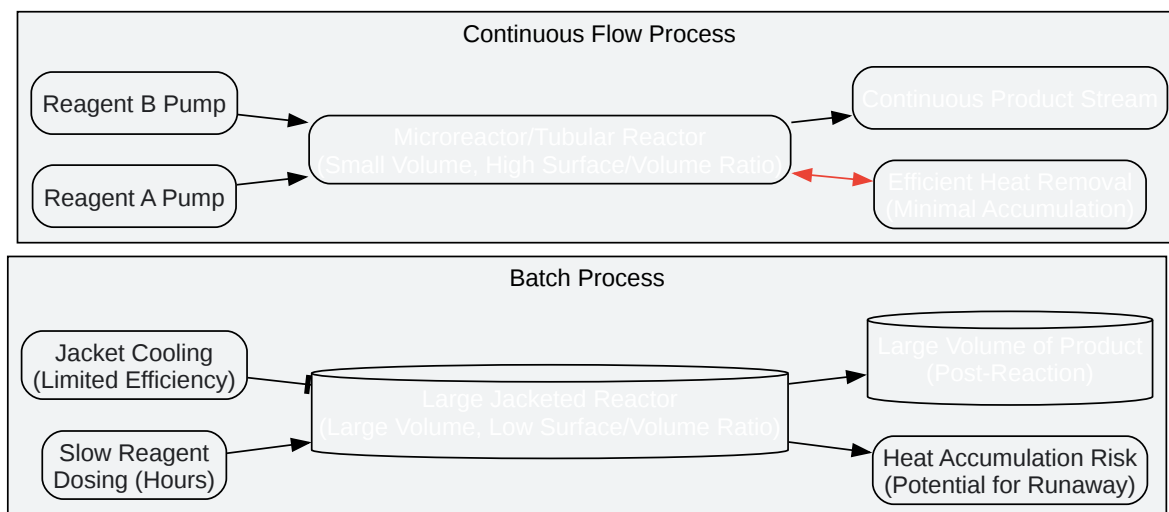 Continuous Flow Process
Reagent B Pump
Reagent A Pump
Microreactor/Tubular Reactor
(Small Volume, High Surface/Volume Ratio)
Continuous Product Stream
Efficient Heat Removal
(Minimal Accumulation)
Batch Process
Jacket Cooling
(Limited Efficiency)
Slow Reagent
Dosing (Hours)
Large Jacketed Reactor
(Large Volume, Low Surface/Volume Ratio)
Large Volume of Product
(Post-Reaction)
Heat Accumulation Risk
(Potential for Runaway)